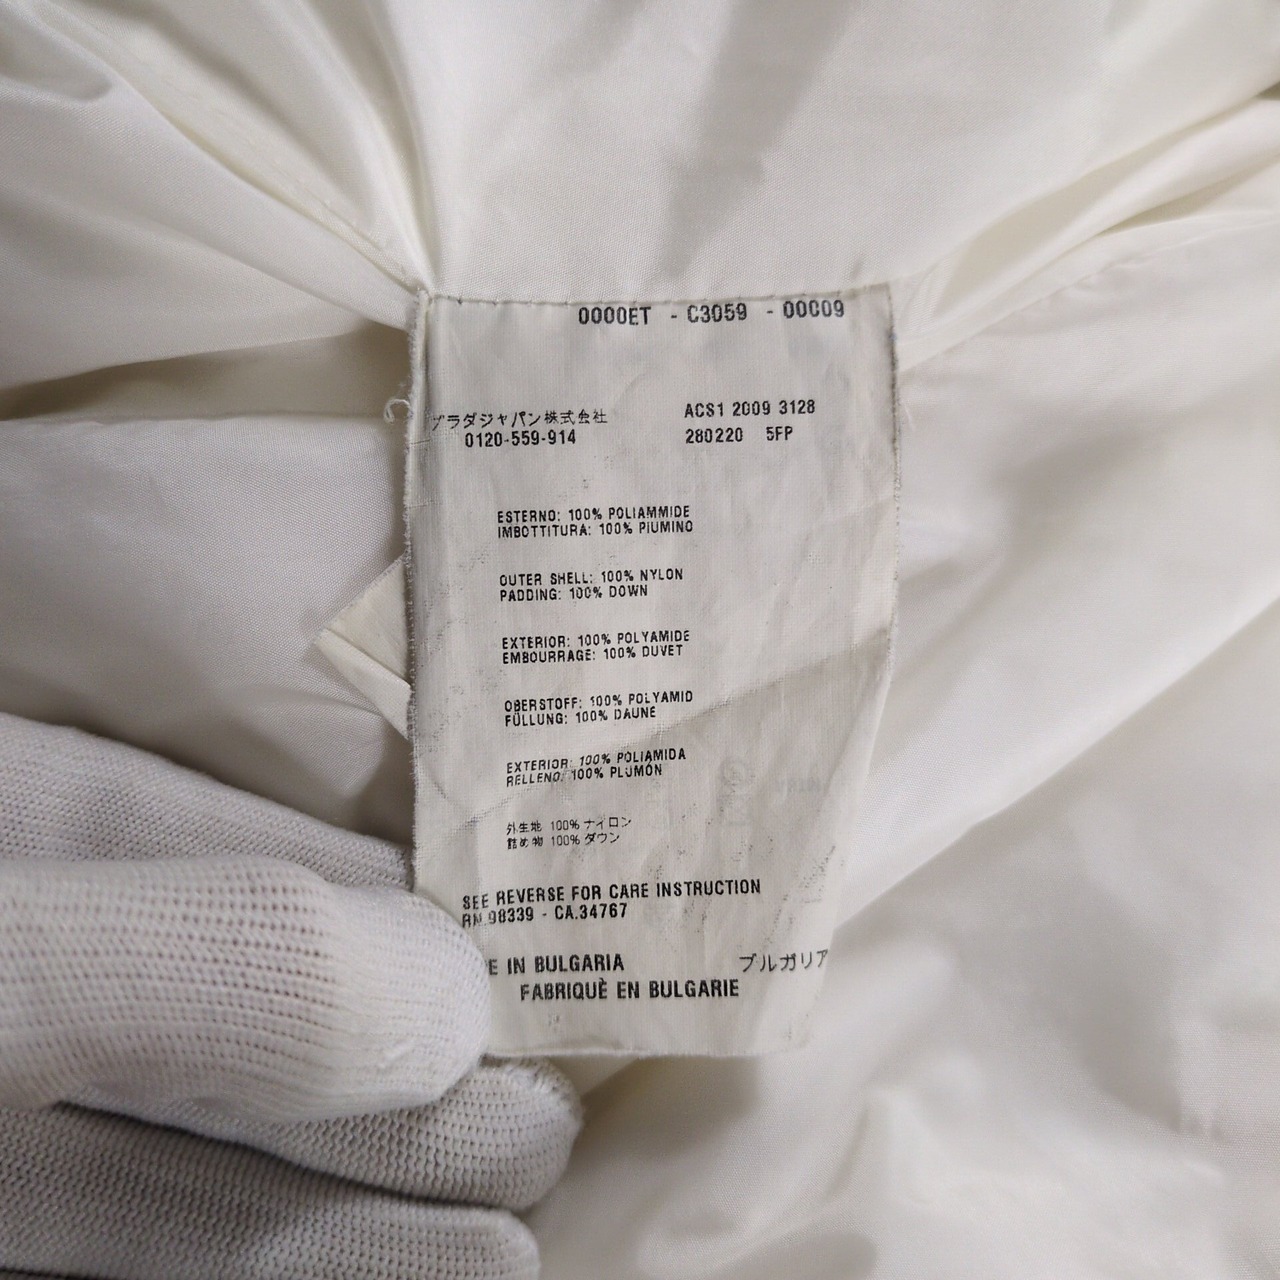 0000ET - C3059 - 00C09
プラダジャパン株式会社 ACS1 2009 3128
0120-559-914 280220 5FP
ESTERNO: 100% POLIAMMIDE
IMBOTTITURA: 100% PIUMINO
OUTER SHELL: 100% NYLON
PADDING: 100% DOWN
EXTERIOR: 100% POLYAMIDE
EMBOURRAGE: 100% DUVET
OBERSTOFF: 100% POLYAMID
FÜLLUNG: 100% DAUNE
EXTERIOR: 100% POLIAMIDA
RELLENO: 100% PLUMÓN
外生地 100% ナイロン
詰め物 100% ダウン
SEE REVERSE FOR CARE INSTRUCTION
RN.98339 - CA.34767
E IN BULGARIA ブルガリア
FABRIQUÈ EN BULGARIE